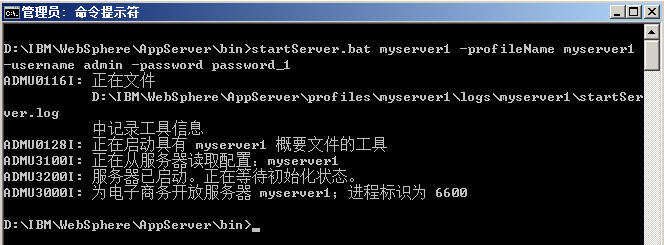 管理员: 命令提示符
D:\IBM\WebSphere\AppServer\bin>startServer.bat myserver1 -profileName myserver1
-username admin -password password_1
ADMU0116I: 正在文件
D:\IBM\WebSphere\AppServer\profiles\myserver1\logs\myserver1\startSer
ver.log
中记录工具信息
ADMU0128I: 正在启动具有 myserver1 概要文件的工具
ADMU3100I: 正在从服务器读取配置：myserver1
ADMU3200I: 服务器已启动。正在等待初始化状态。
ADMU3000I: 为电子商务开放服务器 myserver1；进程标识为 6600
D:\IBM\WebSphere\AppServer\bin>_